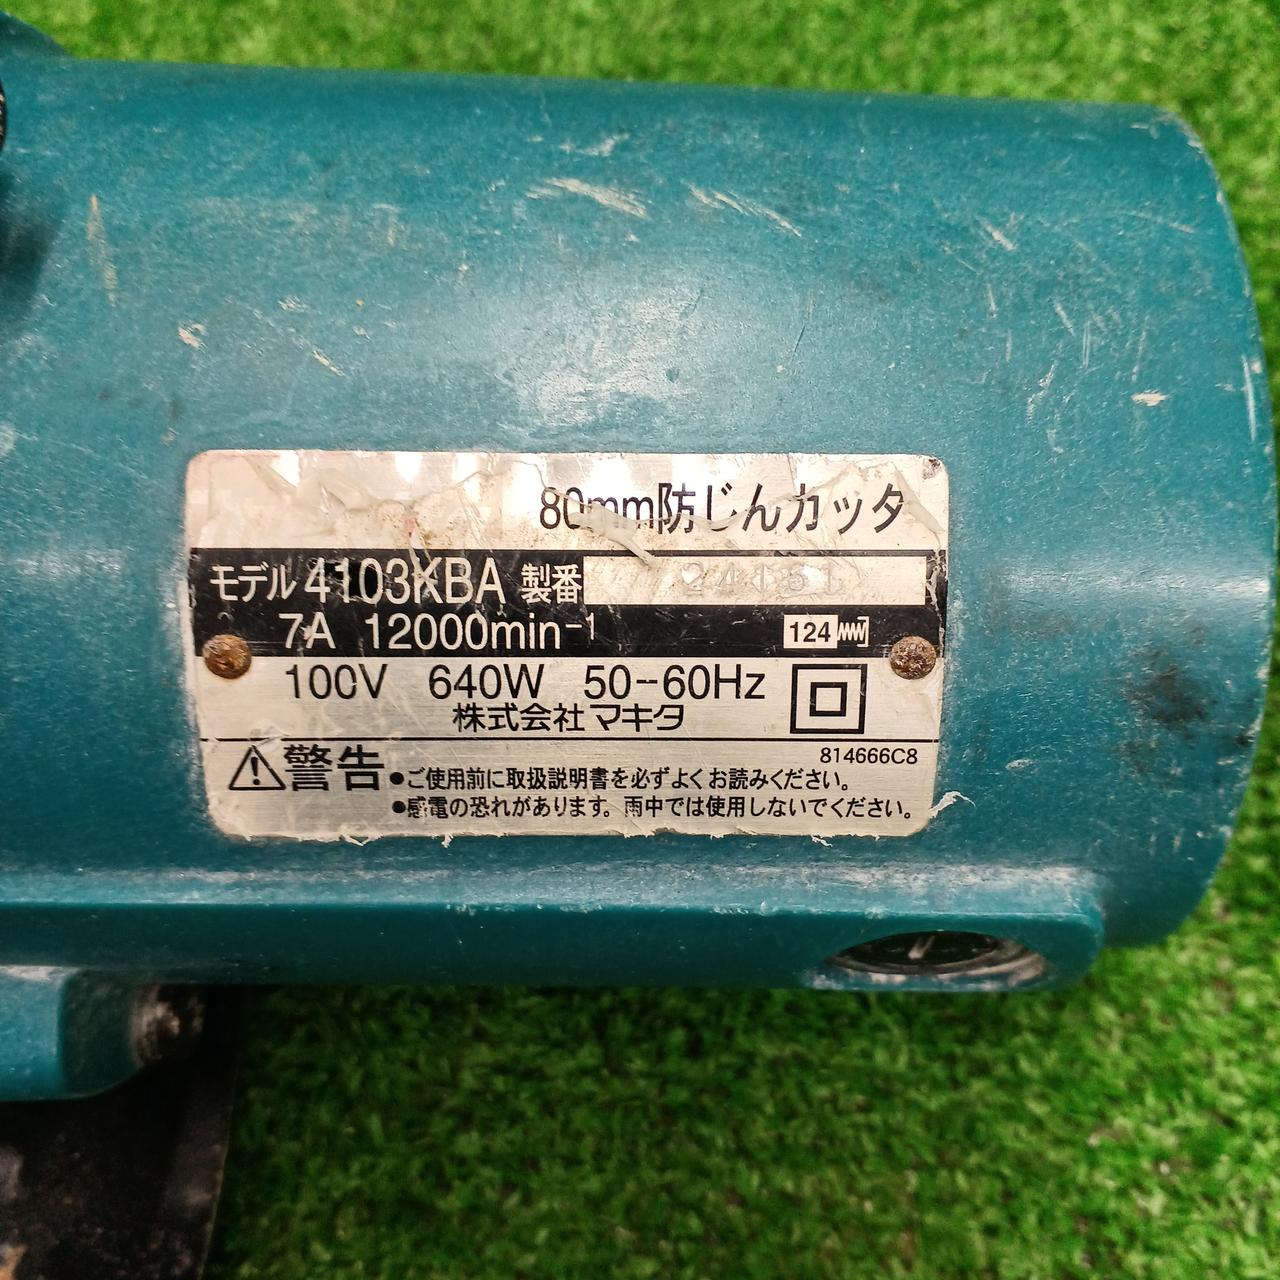 80mm防じんカッタ
モデル 4103KBA 製番
7A 12000min⁻¹ 124
100V 640W 50-60Hz
株式会社マキタ
814666C8
警告 ●ご使用前に取扱説明書を必ずよくお読みください。
●感電の恐れがあります。雨中では使用しないでください。